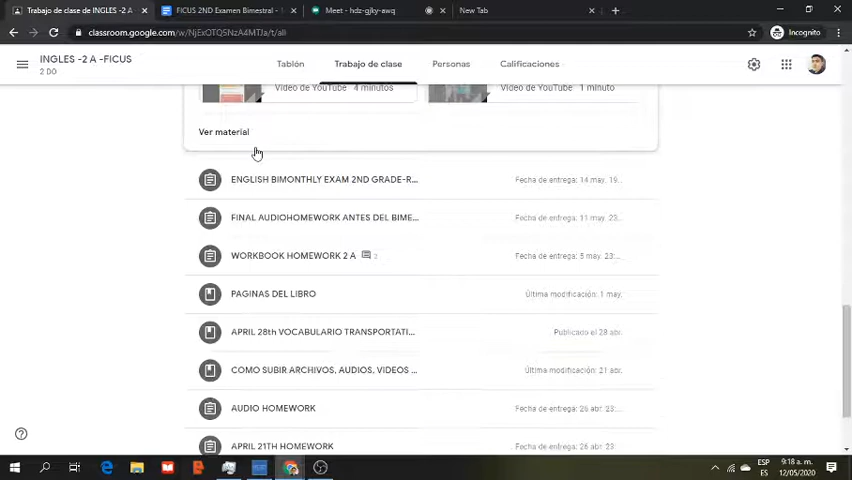 Trabajo de clase de INGLES -2 A -
FICUS 2ND Examen Bimestral -
Meet - hdz-gjky-awq
New Tab
classroom.google.com
Incognito
INGLES -2 A -FICUS
2 DO
Tablón
Trabajo de clase
Personas
Calificaciones
Video de YouTube 4 minutos
Video de YouTube 1 minuto
Ver material
ENGLISH BIMONTHLY EXAM 2ND GRADE-R...
Fecha de entrega: 14 may. 19...
FINAL AUDIOHOMEWORK ANTES DEL BIME...
Fecha de entrega: 11 may. 23...
WORKBOOK HOMEWORK 2 A
2
Fecha de entrega: 5 may. 23:...
PAGINAS DEL LIBRO
Última modificación: 1 may.
APRIL 28th VOCABULARIO TRANSPORTATI...
Publicado el 28 abr.
COMO SUBIR ARCHIVOS, AUDIOS, VIDEOS ...
Última modificación: 21 abr.
AUDIO HOMEWORK
Fecha de entrega: 26 abr. 23:...
APRIL 21TH HOMEWORK
Fecha de entrega: 26 abr. 23:...
ESP
ES
9:18 a. m.
12/05/2020